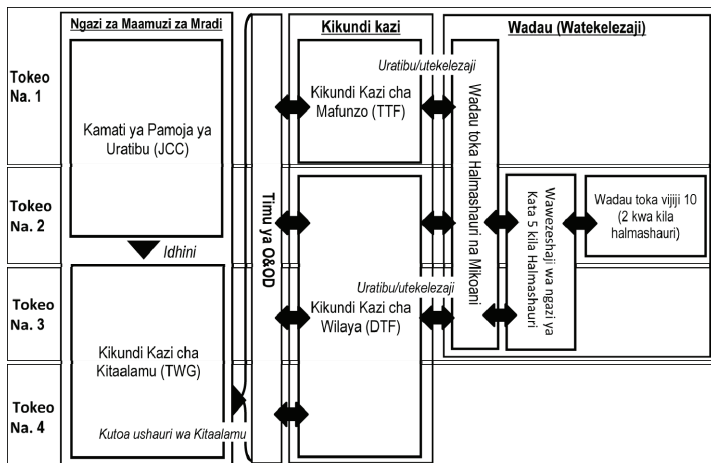 Ngazi za Maamuzi za Mradi
Kikundi kazi
Wadau (Watekelezaji)
Tokeo
Na. 1
Tokeo
Na. 2
Tokeo
Na. 3
Tokeo
Na. 4
Kamati ya Pamoja ya
Uratibu (JCC)
Idhini
Kikundi Kazi cha
Kitaalamu (TWG)
Kutoa ushauri wa Kitaalamu
Timu ya O&OD
Kikundi Kazi cha
Mafunzo (TTF)
Uratibu/utekelezaji
Kikundi Kazi cha
Wilaya (DTF)
Uratibu/utekelezaji
Wadau toka Halmashauri na Mikoani
Wawezeshaji wa ngazi ya
Kata 5 kila Halmashauri
Wadau toka vijiji 10
(2 kwa kila
halmashauri)